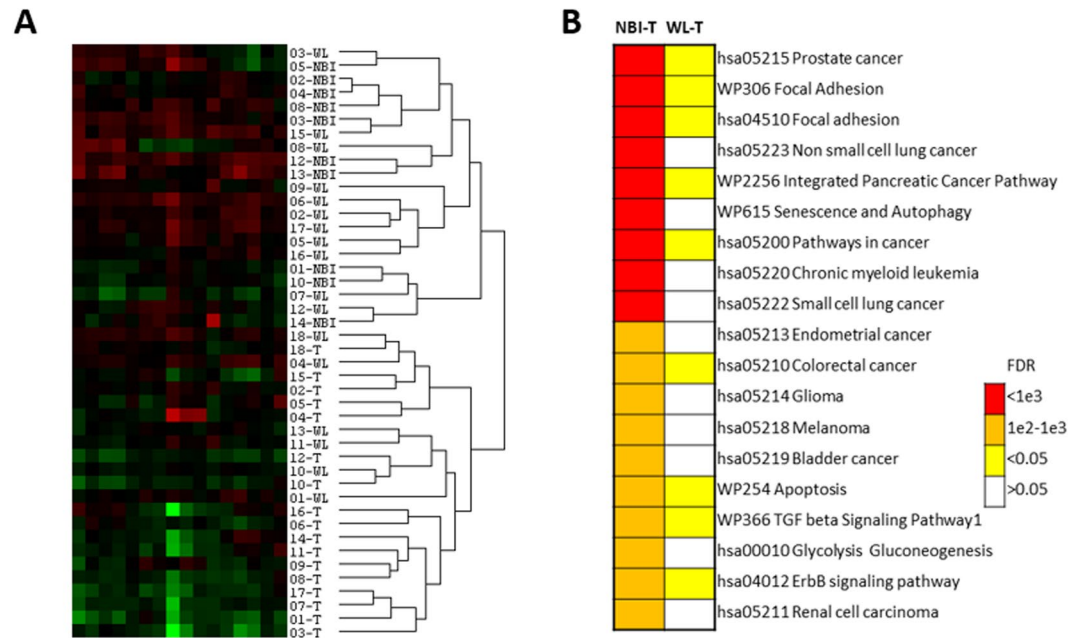 A
03-WL
05-NBI
02-NBI
04-NBI
08-NBI
03-NBI
15-WL
08-WL
12-NBI
13-NBI
09-WL
06-WL
02-WL
17-WL
05-WL
16-WL
01-NBI
10-NBI
07-WL
12-WL
14-NBI
18-WL
18-T
04-WL
15-T
02-T
05-T
04-T
13-WL
11-WL
12-T
10-WL
10-T
01-WL
16-T
06-T
14-T
11-T
09-T
08-T
17-T
07-T
01-T
03-T
B
NBI-T WL-T
hsa05215 Prostate cancer
WP306 Focal Adhesion
hsa04510 Focal adhesion
hsa05223 Non small cell lung cancer
WP2256 Integrated Pancreatic Cancer Pathway
WP615 Senescence and Autophagy
hsa05200 Pathways in cancer
hsa05220 Chronic myeloid leukemia
hsa05222 Small cell lung cancer
hsa05213 Endometrial cancer
hsa05210 Colorectal cancer
hsa05214 Glioma
hsa05218 Melanoma
hsa05219 Bladder cancer
WP254 Apoptosis
WP366 TGF beta Signaling Pathway1
hsa00010 Glycolysis Gluconeogenesis
hsa04012 ErbB signaling pathway
hsa05211 Renal cell carcinoma
FDR
<1e3
1e2-1e3
<0.05
>0.05